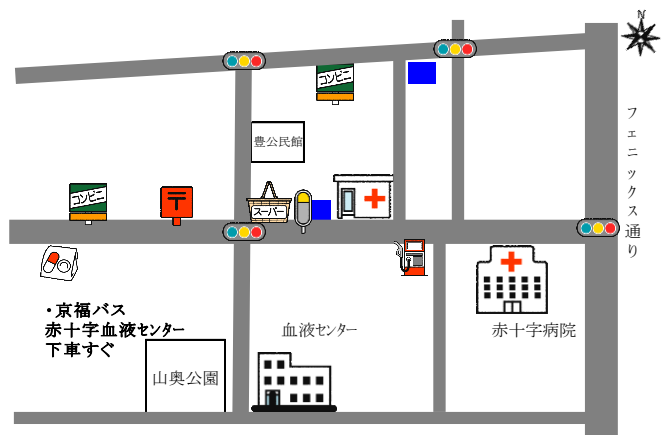 N
コンビニ
フェニックス通り
豊公民館
コンビニ
〒
スーパー
・京福バス
赤十字血液センター
下車すぐ
血液センター
赤十字病院
山奥公園